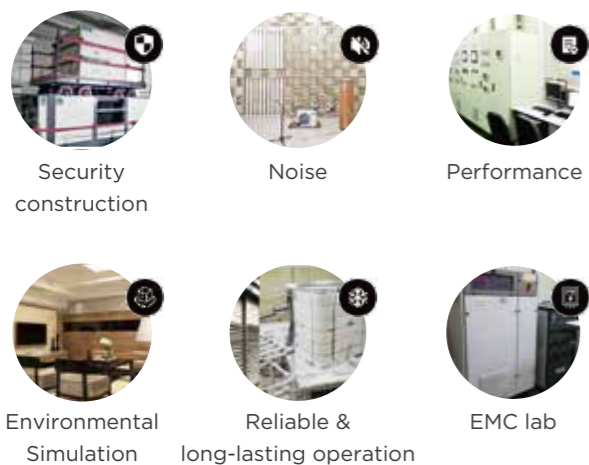 Security
construction
Noise
Performance
Environmental
Simulation
Reliable &
long-lasting operation
EMC lab